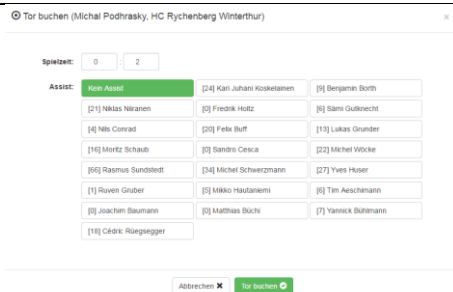 Tor buchen (Michal Podhrasky, HC Rychenberg Winterthur) ×
Spielzeit: 0 : 2
Assist: Kein Assist [24] Kari Juhani Koskelainen [9] Benjamin Borth
[21] Niklas Niiranen [0] Fredrik Holtz [6] Sämi Gutknecht
[4] Nils Conrad [20] Felix Buff [13] Lukas Grunder
[16] Moritz Schaub [0] Sandro Cesca [22] Michel Wöcke
[66] Rasmus Sundstedt [34] Michel Schwerzmann [27] Yves Huser
[1] Ruven Gruber [5] Mikko Hautaniemi [8] Tim Aeschimann
[0] Joachim Baumann [0] Matthias Büchi [7] Yannick Bühlmann
[18] Cédric Rüegsegger
Abbrechen ✖ Tor buchen